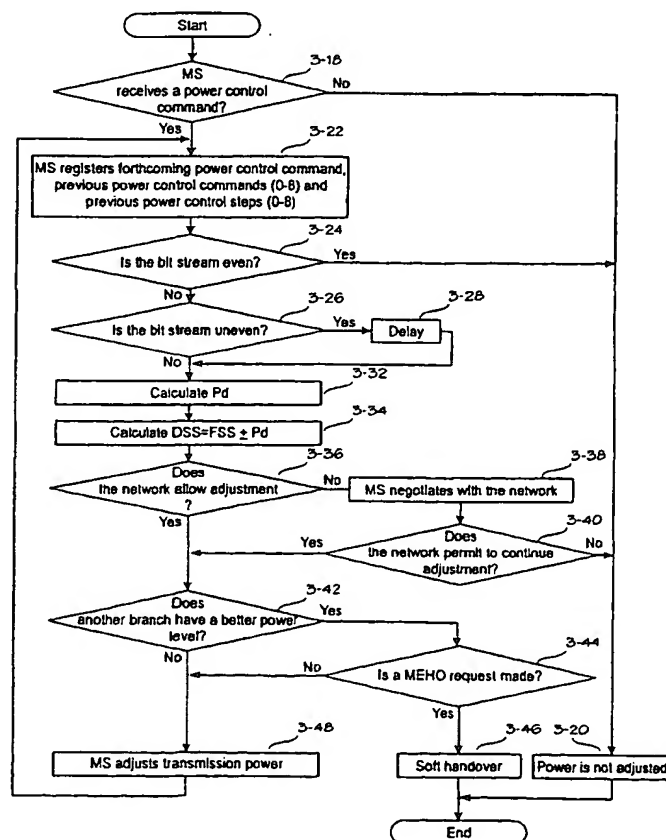 Start
3-18
MS
receives a power control
command?
No
Yes
3-22
MS registers forthcoming power control command,
previous power control commands (0-8) and
previous power control steps (0-8)
3-24
Is the bit stream even?
Yes
No
3-26
3-28
Is the bit stream uneven?
Yes
Delay
No
3-32
Calculate Pd
3-34
Calculate DSS=FSS ± Pd
3-36
Does
the network allow adjustment
?
No
3-38
MS negotiates with the network
Yes
3-40
Does
the network permit to continue
adjustment?
Yes
No
3-42
Does
another branch have a better power
level?
Yes
No
3-44
Is a MEHO request made?
No
Yes
3-48
MS adjusts transmission power
3-46
Soft handover
3-20
Power is not adjusted
End